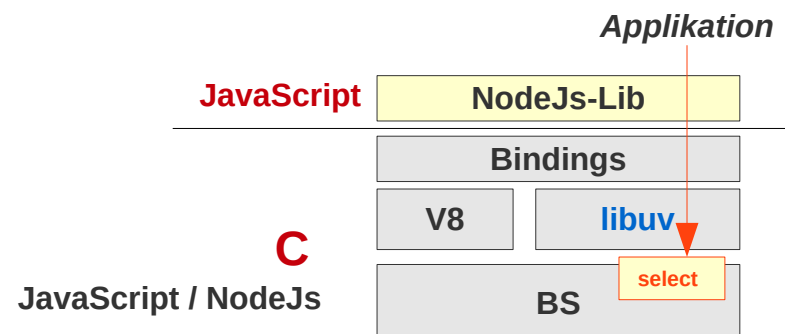 Applikation
JavaScript
NodeJs-Lib
Bindings
V8
libuv
C
select
JavaScript / NodeJs
BS